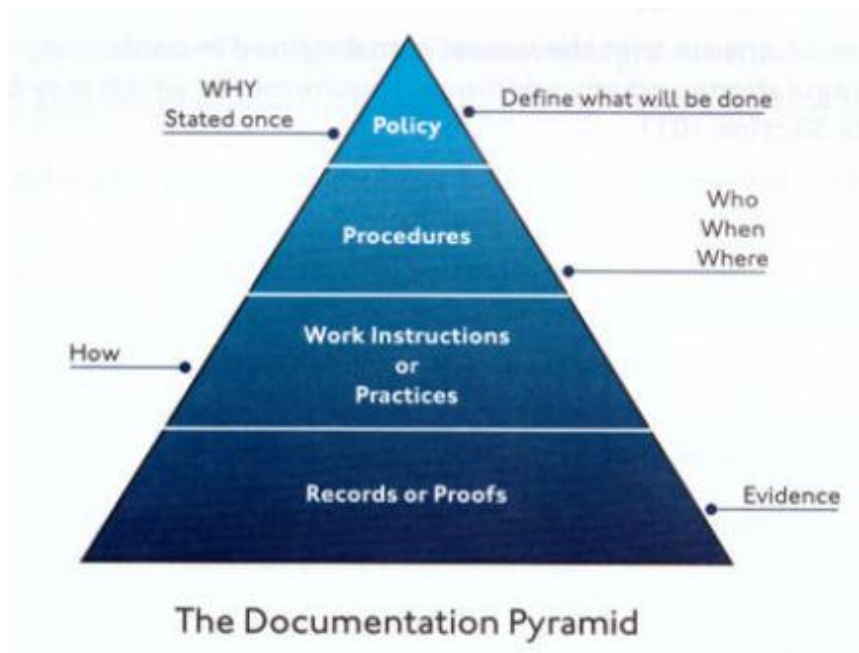 WHY
Stated once
Policy
Define what will be done
Procedures
Who
When
Where
How
Work Instructions
or
Practices
Records or Proofs
Evidence
The Documentation Pyramid